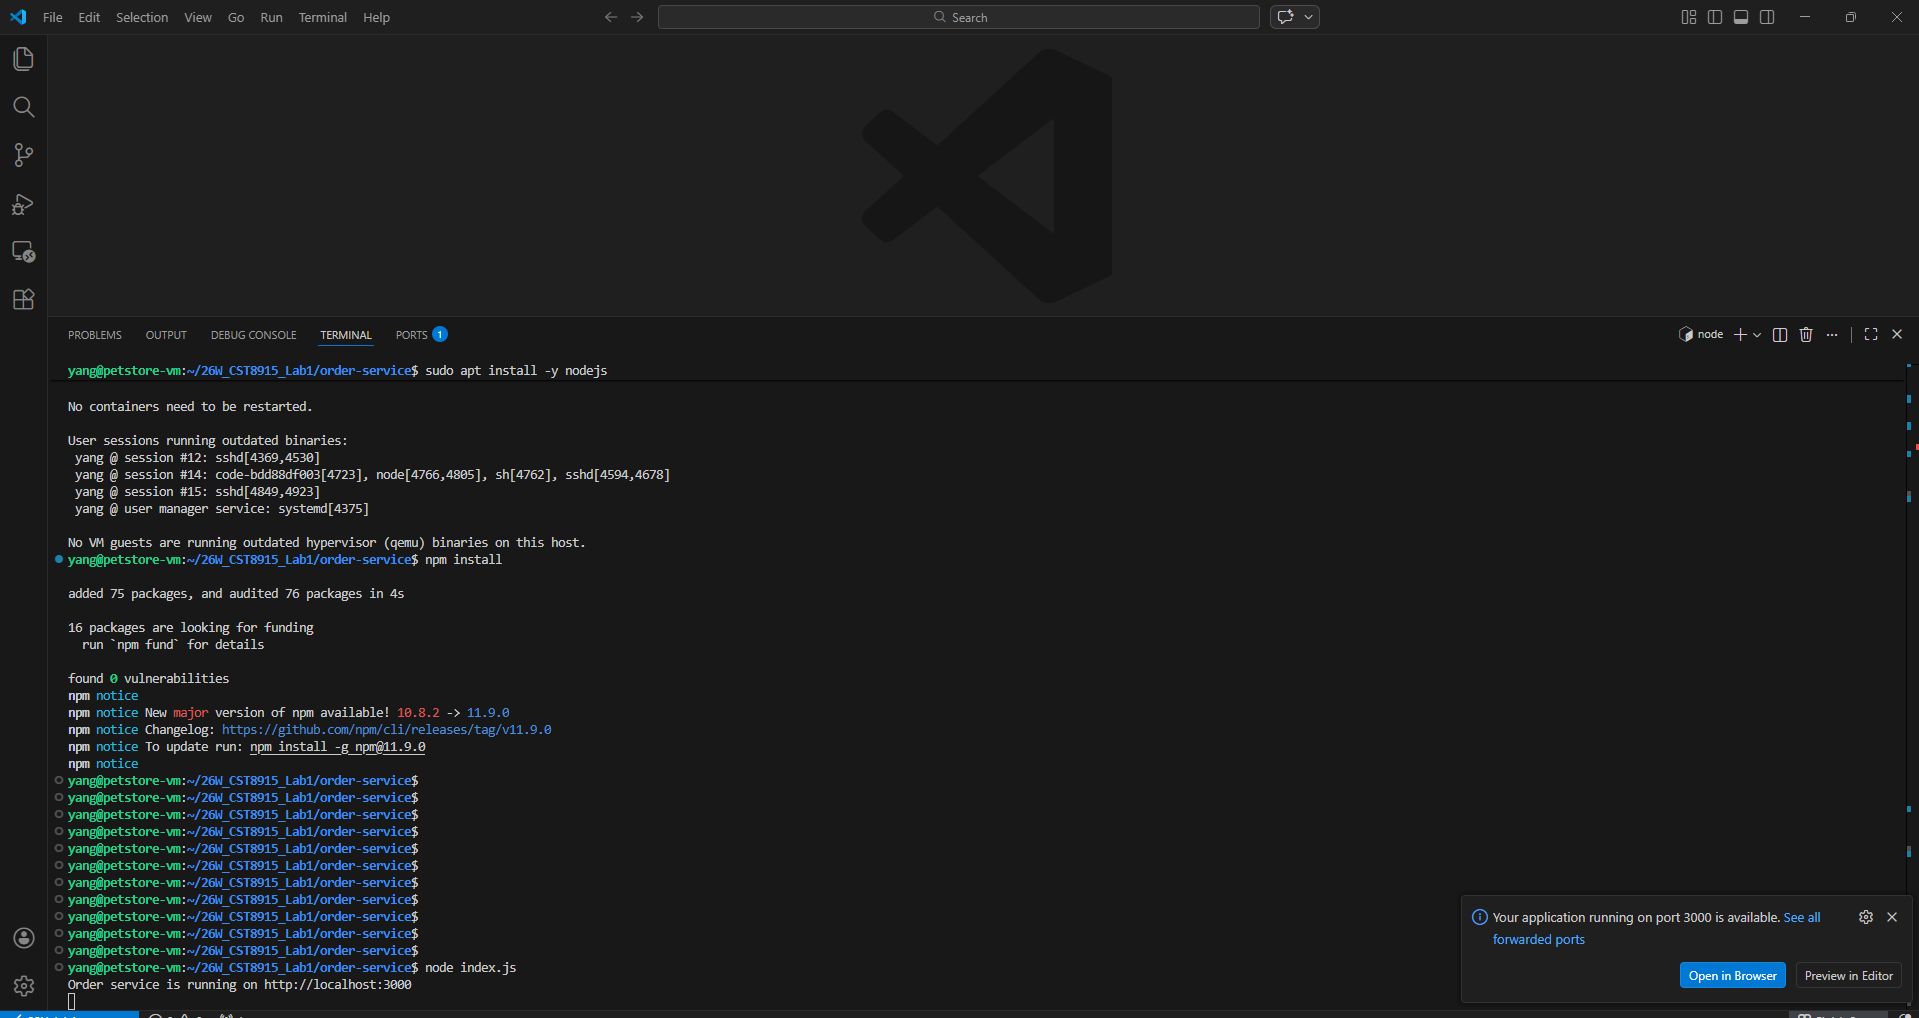 File Edit Selection View Go Run Terminal Help
Search
PROBLEMS OUTPUT DEBUG CONSOLE TERMINAL PORTS 1
node
yang@petstore-vm:~/26W_CST8915_Lab1/order-service$ sudo apt install -y nodejs
No containers need to be restarted.
User sessions running outdated binaries:
yang @ session #12: sshd[4369,4530]
yang @ session #14: code-bdd88df003[4723], node[4766,4805], sh[4762], sshd[4594,4678]
yang @ session #15: sshd[4849,4923]
yang @ user manager service: systemd[4375]
No VM guests are running outdated hypervisor (qemu) binaries on this host.
yang@petstore-vm:~/26W_CST8915_Lab1/order-service$ npm install
added 75 packages, and audited 76 packages in 4s
16 packages are looking for funding
run `npm fund` for details
found 0 vulnerabilities
npm notice
npm notice New major version of npm available! 10.8.2 -> 11.9.0
npm notice Changelog: https://github.com/npm/cli/releases/tag/v11.9.0
npm notice To update run: npm install -g npm@11.9.0
npm notice
yang@petstore-vm:~/26W_CST8915_Lab1/order-service$
yang@petstore-vm:~/26W_CST8915_Lab1/order-service$
yang@petstore-vm:~/26W_CST8915_Lab1/order-service$
yang@petstore-vm:~/26W_CST8915_Lab1/order-service$
yang@petstore-vm:~/26W_CST8915_Lab1/order-service$
yang@petstore-vm:~/26W_CST8915_Lab1/order-service$
yang@petstore-vm:~/26W_CST8915_Lab1/order-service$
yang@petstore-vm:~/26W_CST8915_Lab1/order-service$
yang@petstore-vm:~/26W_CST8915_Lab1/order-service$
yang@petstore-vm:~/26W_CST8915_Lab1/order-service$
yang@petstore-vm:~/26W_CST8915_Lab1/order-service$
yang@petstore-vm:~/26W_CST8915_Lab1/order-service$ node index.js
Order service is running on http://localhost:3000
Your application running on port 3000 is available. See all
forwarded ports
Open in Browser Preview in Editor